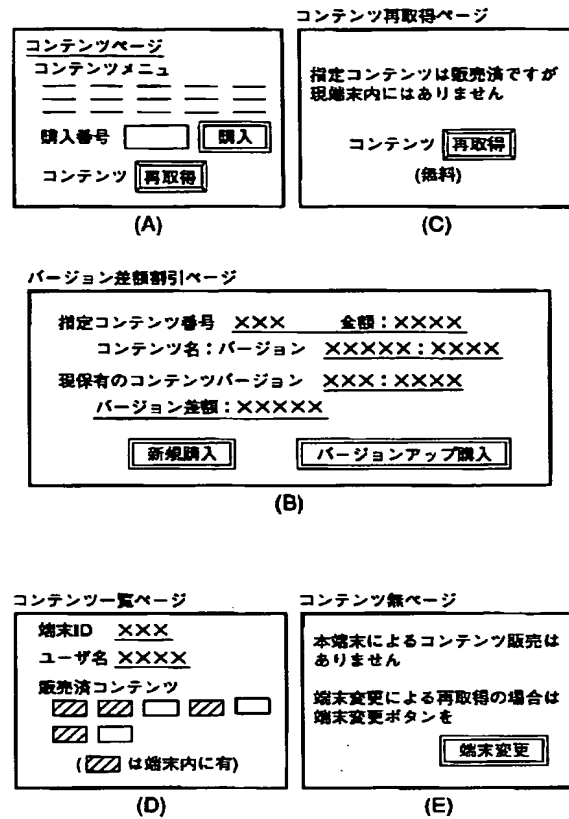 コンテンツページ
コンテンツメニュ
購入番号 購入
コンテンツ 再取得
(A)
コンテンツ再取得ページ
指定コンテンツは販売済ですが
現端末内にはありません
コンテンツ 再取得
(無料)
(C)
バージョン差額割引ページ
指定コンテンツ番号 ××× 金額:××××
コンテンツ名:バージョン ×××××:××××
現保有のコンテンツバージョン ×××:××××
バージョン差額:×××××
新規購入 バージョンアップ購入
(B)
コンテンツ一覧ページ
端末ID ×××
ユーザ名 ××××
販売済コンテンツ
( は端末内に有)
(D)
コンテンツ無ページ
本端末によるコンテンツ販売は
ありません
端末変更による再取得の場合は
端末変更ボタンを
端末変更
(E)